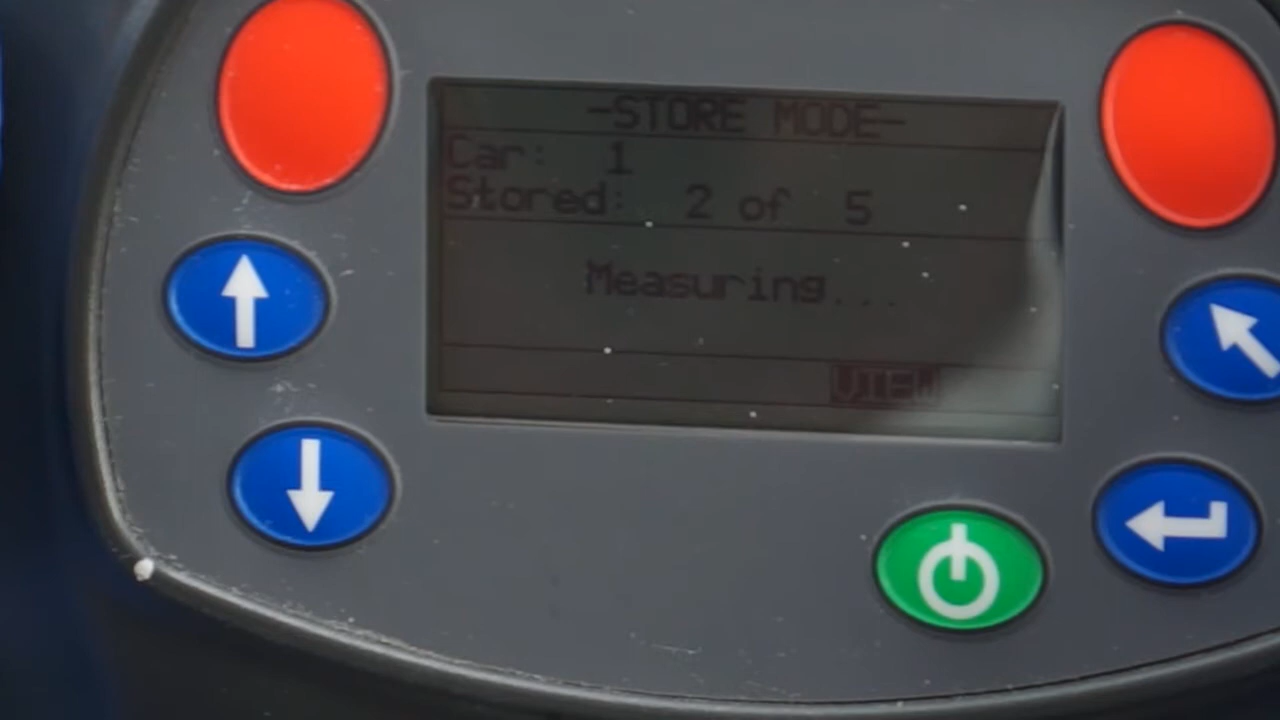 -STORE MODE-
Car: 1
Stored: 2 of 5
Measuring...
VIEW